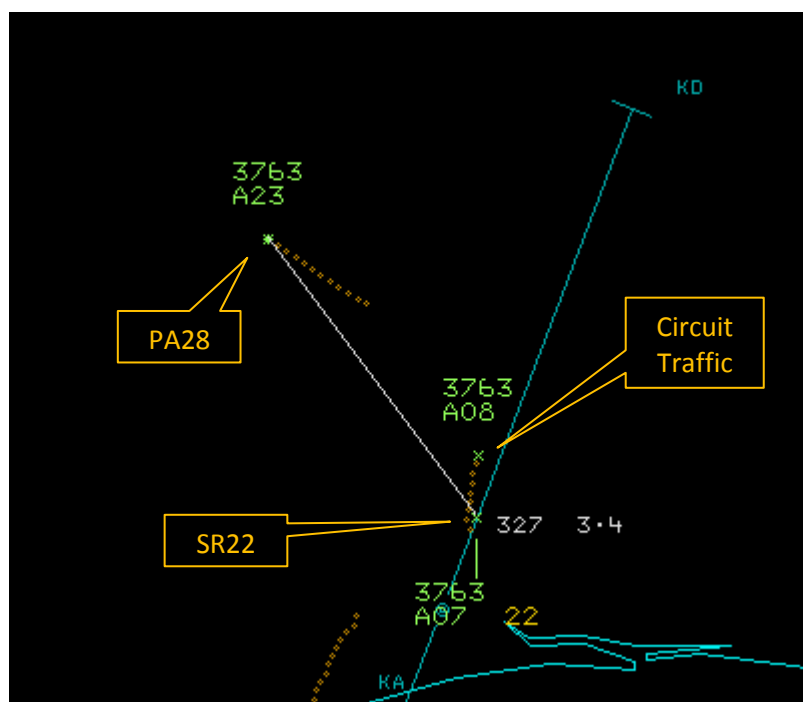 KD
3763
A23
PA28
Circuit
Traffic
3763
A08
SR22
327 3·4
3763
A07
22
KA